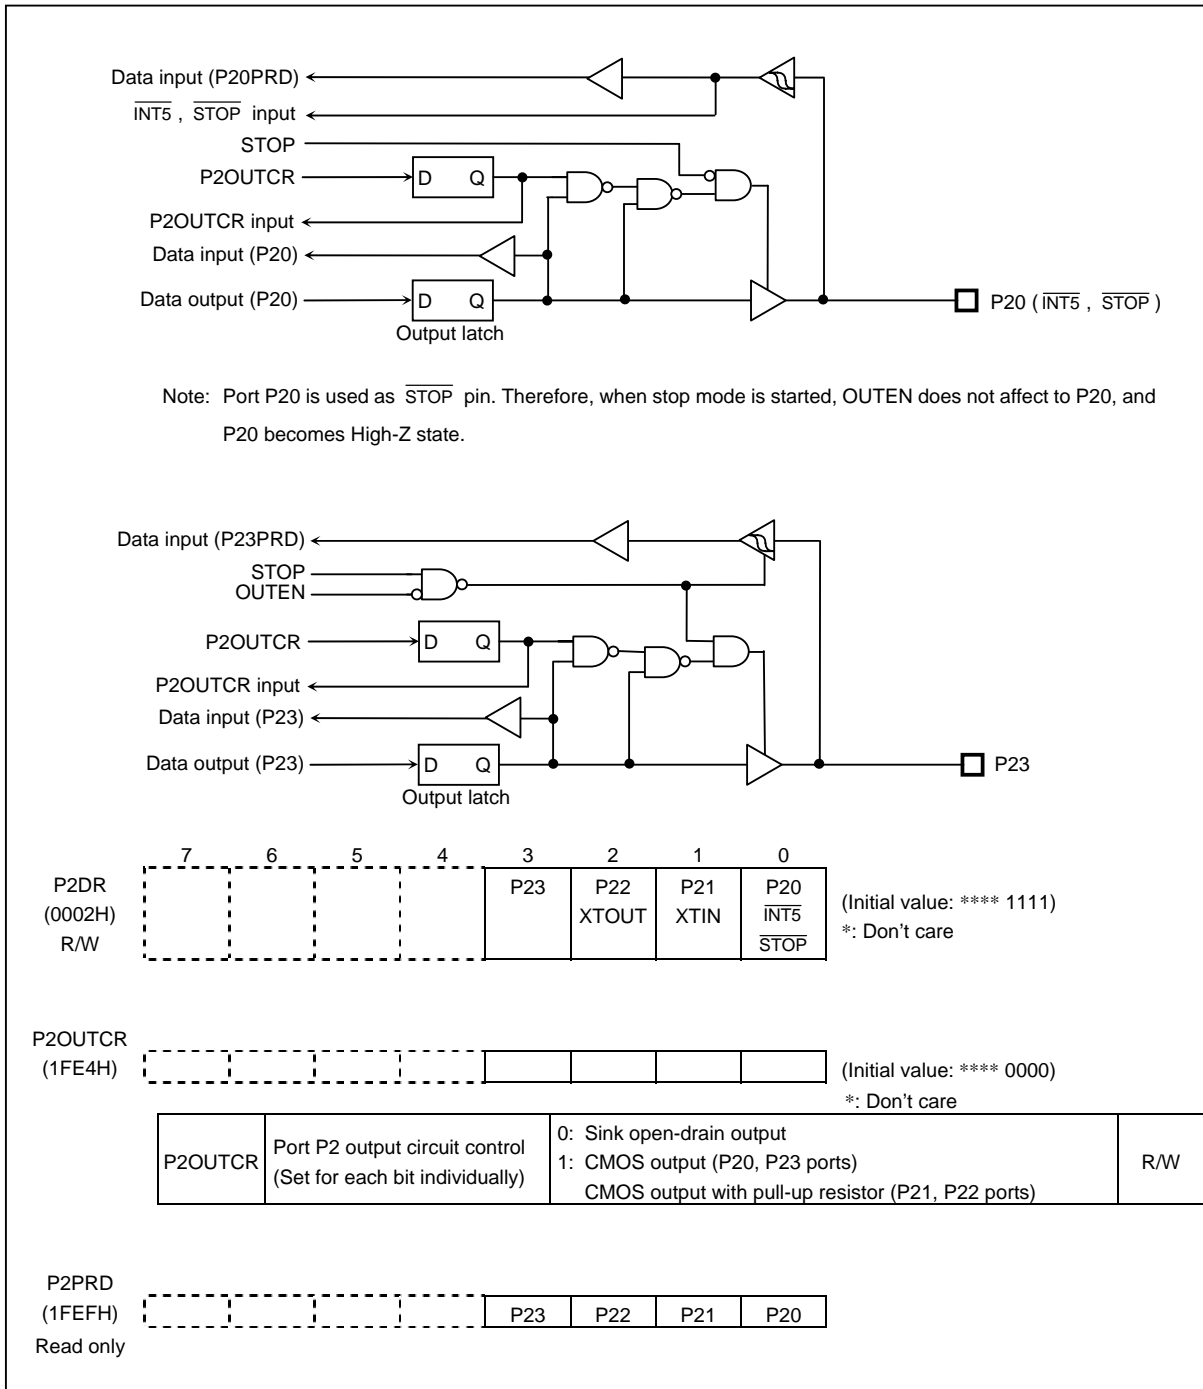 Data input (P20PRD)
INT5 , STOP input
STOP
P2OUTCR
D Q
P2OUTCR input
Data input (P20)
Data output (P20)
D Q
Output latch
P20 ( INT5 , STOP )
Note: Port P20 is used as STOP pin. Therefore, when stop mode is started, OUTEN does not affect to P20, and
P20 becomes High-Z state.
Data input (P23PRD)
STOP
OUTEN
P2OUTCR
D Q
P2OUTCR input
Data input (P23)
Data output (P23)
D Q
Output latch
P23
7 6 5 4 3 2 1 0
P2DR
(0002H)
R/W
P23
P22
XTOUT
P21
XTIN
P20
INT5
STOP
(Initial value: **** 1111)
*: Don't care
P2OUTCR
(1FE4H)
(Initial value: **** 0000)
*: Don't care
P2OUTCR
Port P2 output circuit control
(Set for each bit individually)
0: Sink open-drain output
1: CMOS output (P20, P23 ports)
CMOS output with pull-up resistor (P21, P22 ports)
R/W
P2PRD
(1FEFH)
Read only
P23 P22 P21 P20